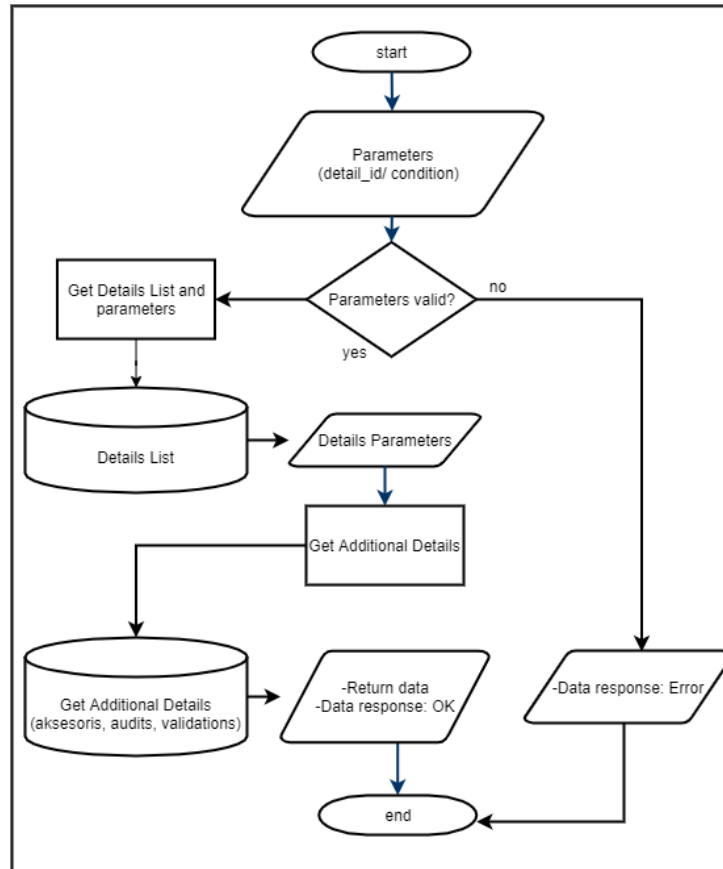 start
Parameters
(detail_id/ condition)
Parameters valid?
no
yes
Get Details List and
parameters
Details List
Details Parameters
Get Additional Details
Get Additional Details
(aksesoris, audits, validations)
-Return data
-Data response: OK
-Data response: Error
end